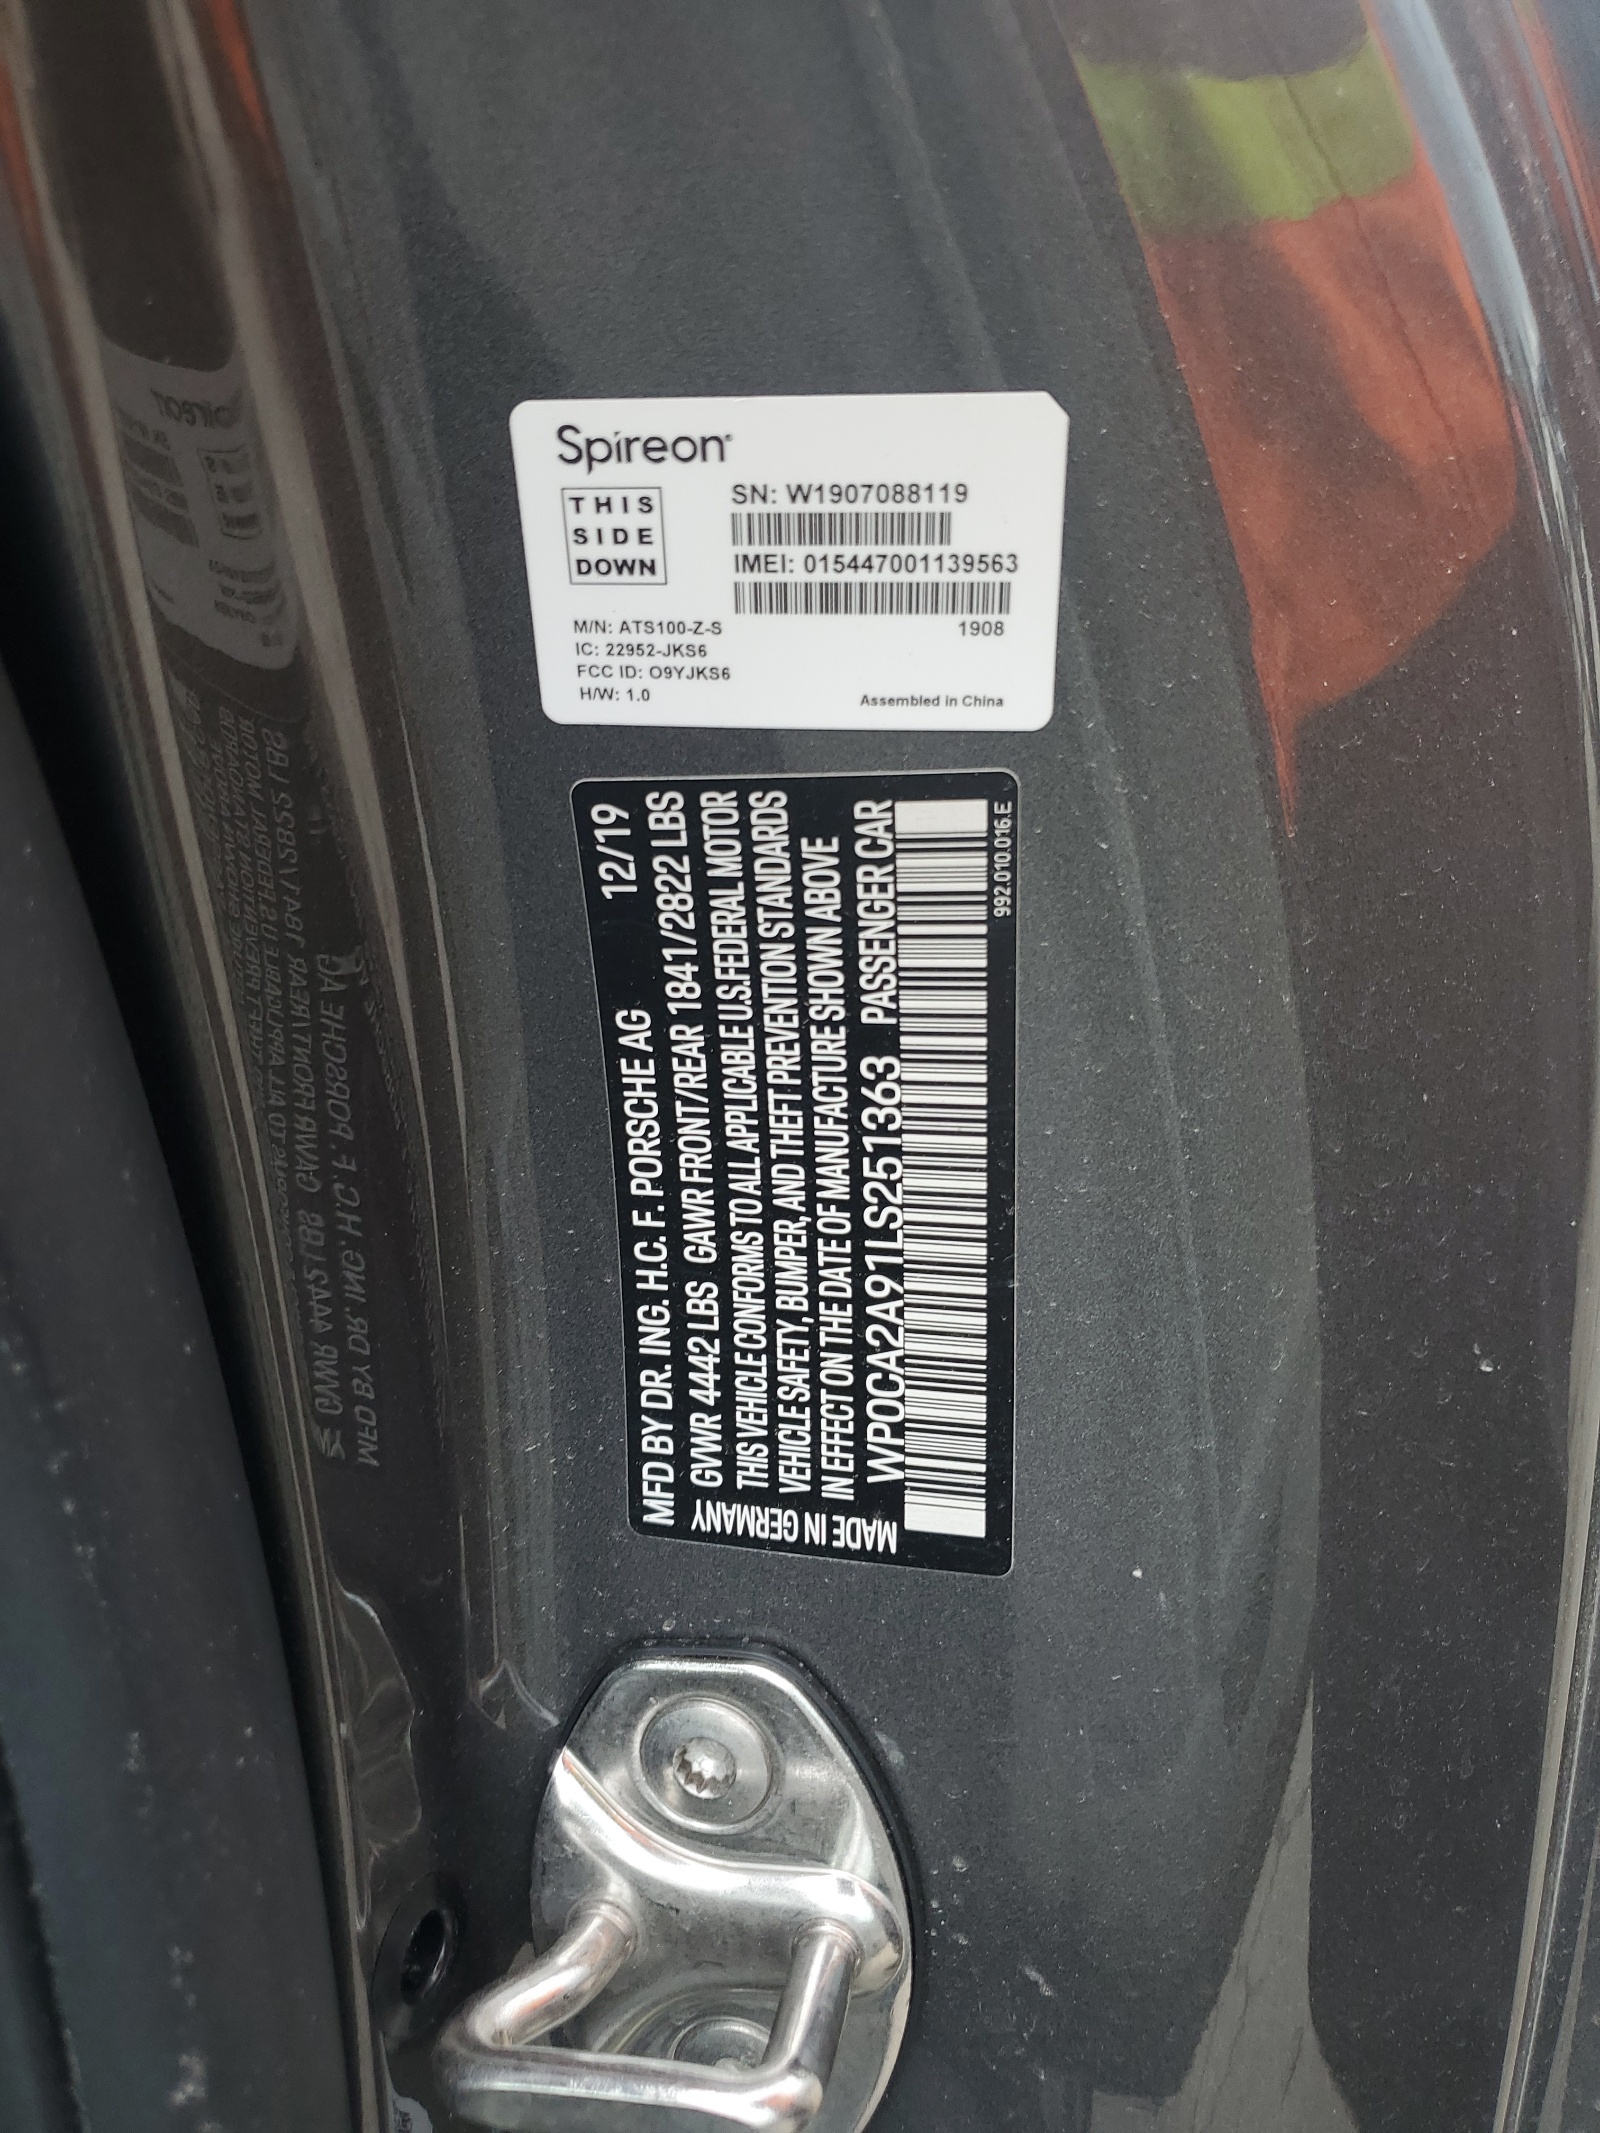 Spireon
THIS
SIDE
DOWN
SN: W1907088119
IMEI: 015447001139563
1908
M/N: ATS100-Z-S
IC: 22952-JKS6
FCC ID: O9YJKS6
H/W: 1.0
Assembled in China
MFD BY DR. ING. H.C. F. PORSCHE AG 12/19
GVWR 4442 LBS GAWR FRONT/REAR 1841/2822 LBS
THIS VEHICLE CONFORMS TO ALL APPLICABLE U.S. FEDERAL MOTOR
VEHICLE SAFETY, BUMPER, AND THEFT PREVENTION STANDARDS
IN EFFECT ON THE DATE OF MANUFACTURE SHOWN ABOVE
WP0CA2A91LS251363 PASSENGER CAR
992.010.016.E
MADE IN GERMANY